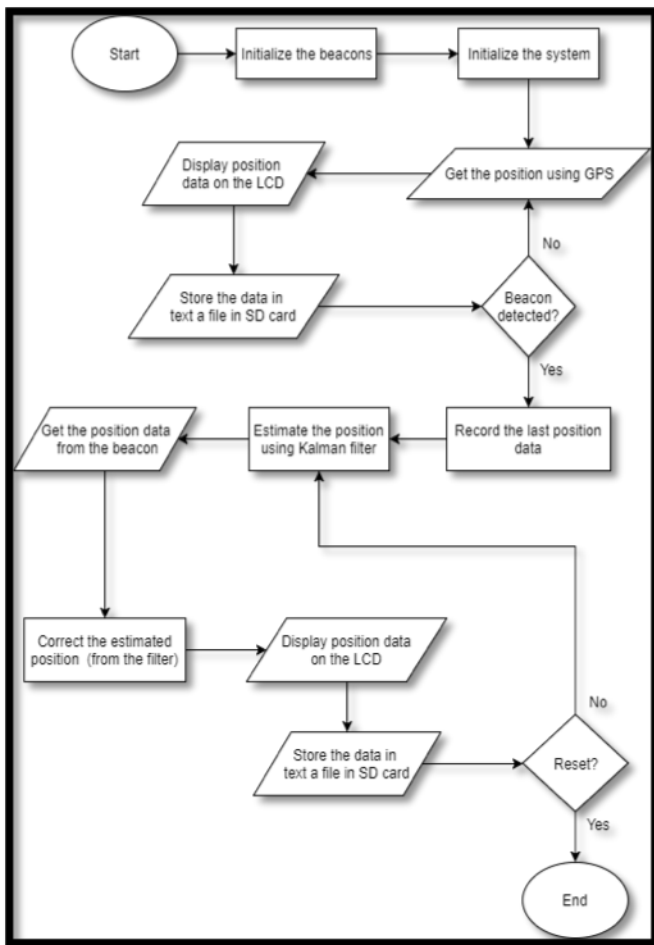 Start
Initialize the beacons
Initialize the system
Display position
data on the LCD
Get the position using GPS
No
Store the data in
text a file in SD card
Beacon
detected?
Yes
Get the position data
from the beacon
Estimate the position
using Kalman filter
Record the last position
data
Correct the estimated
position (from the filter)
Display position data
on the LCD
No
Store the data in
text a file in SD card
Reset?
Yes
End